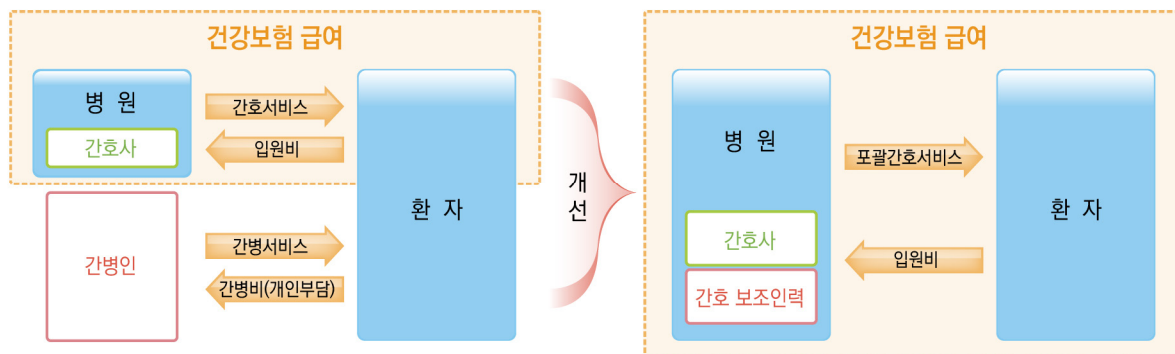 건강보험 급여
병 원
간호사
간호서비스
입원비
환 자
간병인
간병서비스
간병비(개인부담)
개
선
건강보험 급여
병 원
간호사
간호 보조인력
포괄간호서비스
입원비
환 자